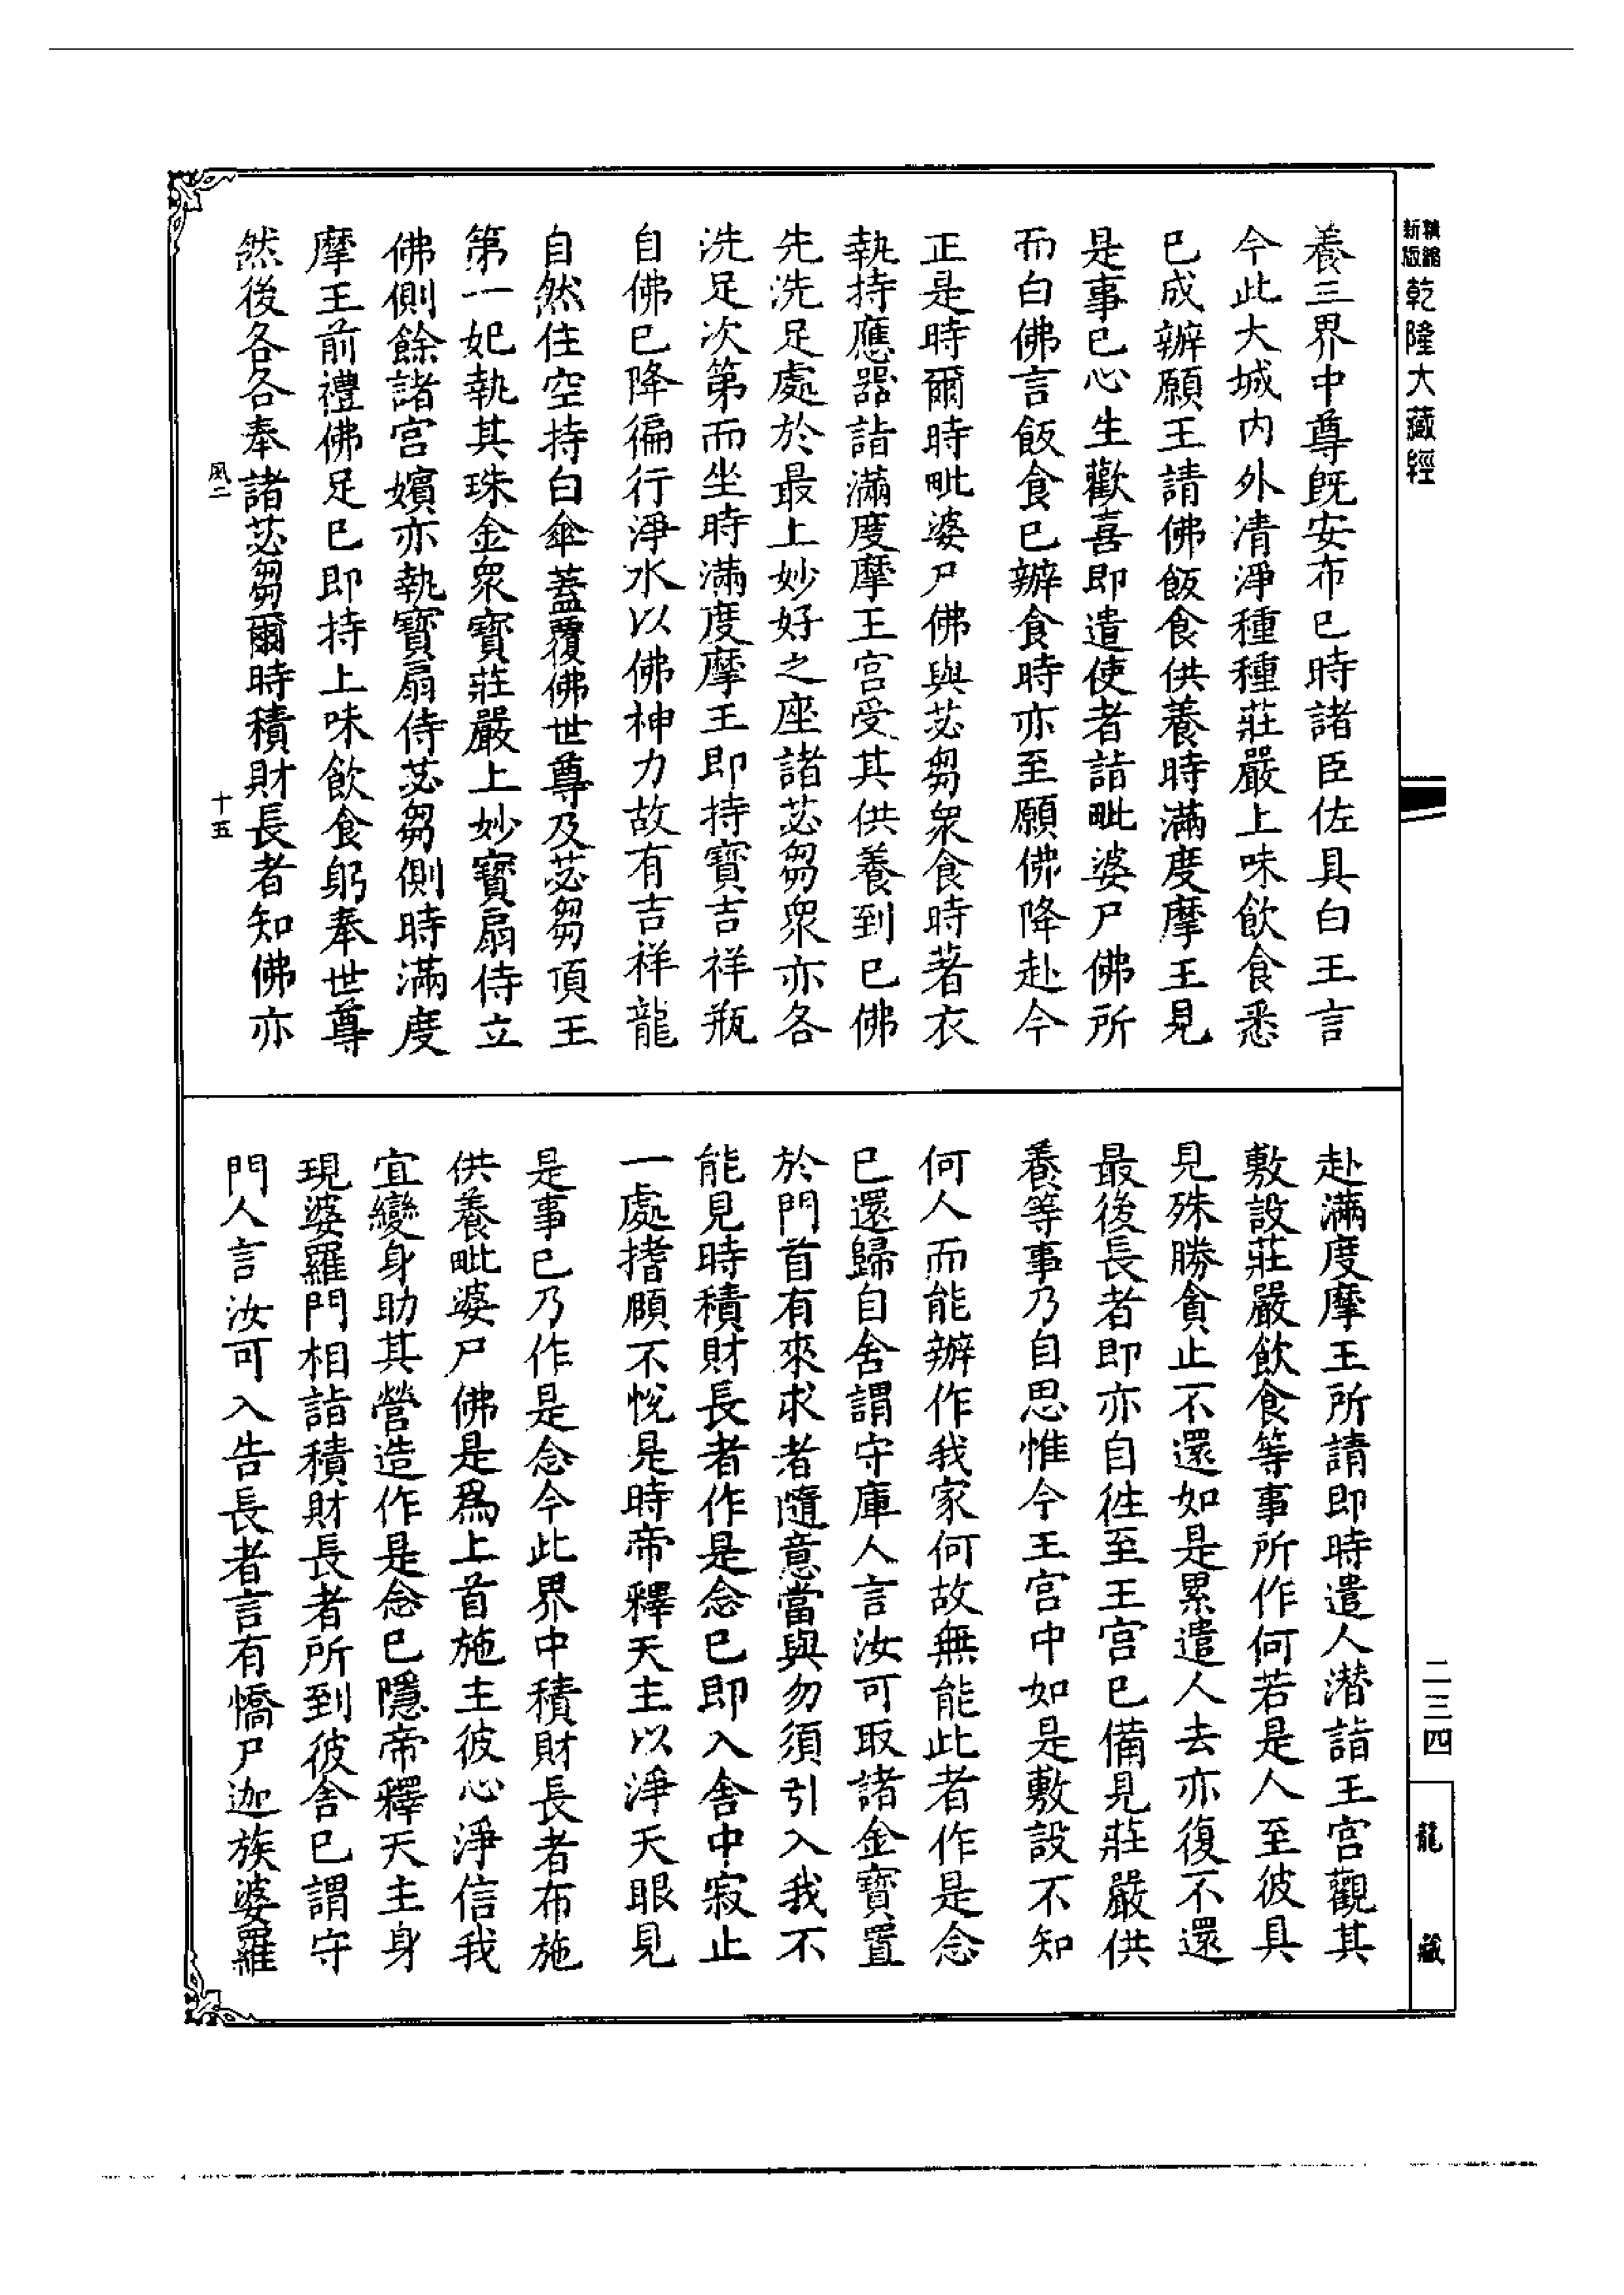 新版精縮乾隆大藏經
養三界中尊既安布已時諸臣佐具白王言
今此大城内外清淨種種莊嚴上味飲食悉
已成辦願王請佛飯食供養時滿度摩王見
是事已心生歡喜即遣使者詣毗婆尸佛所
而白佛言飯食已辦食時亦至願佛降赴今
正是時爾時毗婆尸佛與苾芻衆食時著衣
執持應器詣滿度摩王宮受其供養到已佛
先洗足處於最上妙好之座諸苾芻衆亦各
洗足次第而坐時滿度摩王即持寶吉祥瓶
自佛已降徧行淨水以佛神力故有吉祥龍
自然住空持白傘蓋覆佛世尊及苾芻頂王
第一妃執其珠金衆寶莊嚴上妙寶扇侍立
佛側餘諸宮嬪亦執寶扇侍苾芻側時滿度
摩王前禮佛足已即持上味飲食躬奉世尊
然後各各奉諸苾芻爾時積財長者知佛亦
風二
十五
赴滿度摩王所請即時遣人潛詣王宮觀其
敷設莊嚴飲食等事所作何若是人至彼具
見殊勝貪止不還如是累遣人去亦復不還
最後長者即亦自徃至王宮已備見莊嚴供
養等事乃自思惟今王宮中如是敷設不知
何人而能辦作我家何故無能此者作是念
已還歸自舍謂守庫人言汝可取諸金寶置
於門首有來求者隨意當與勿須引入我不
能見時積財長者作是念已即入舍中寂止
一處搘頤不悅是時帝釋天主以淨天眼見
是事已乃作是念今此界中積財長者布施
供養毗婆尸佛是爲上首施主彼心淨信我
宜變身助其營造作是念已隱帝釋天主身
現婆羅門相詣積財長者所到彼舍已謂守
門人言汝可入告長者言有憍尸迦族婆羅
二三四
龍藏